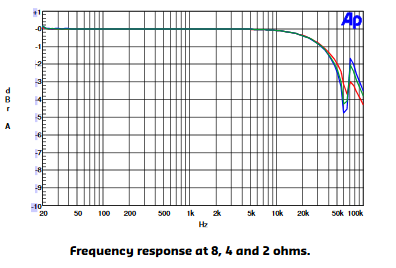 +1
Ap
-0
-1
-2
-3
d
B
r
A
-4
-5
-6
-7
-8
-9
-10
20 50 100 200 500 1k 2k 5k 10k 20k 50k 100k
Hz
Frequency response at 8, 4 and 2 ohms.